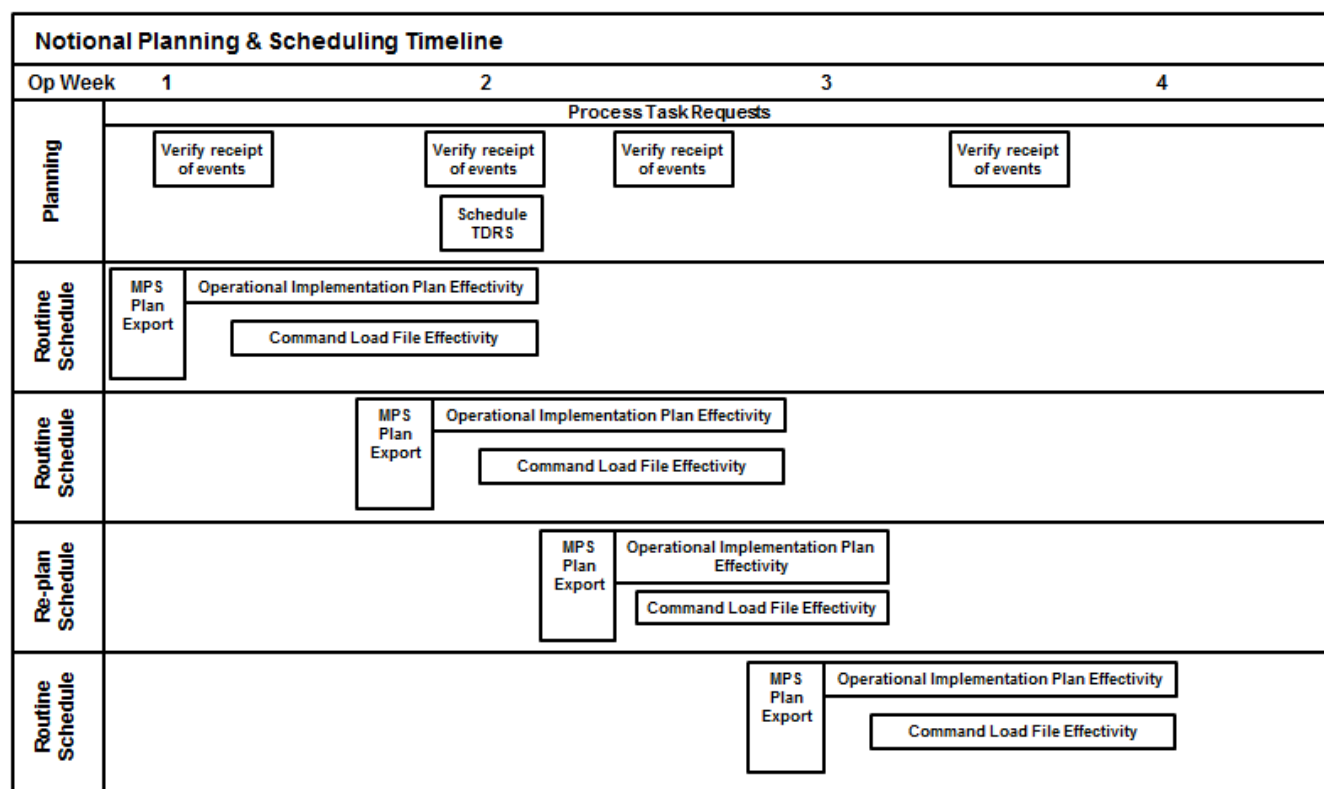 Notional Planning & Scheduling Timeline
Op Week 1 2 3 4
Planning
Process Task Requests
Verify receipt
of events
Verify receipt
of events
Verify receipt
of events
Verify receipt
of events
Schedule
TDRS
Routine
Schedule
MPS
Plan
Export
Operational Implementation Plan Effectivity
Command Load File Effectivity
Routine
Schedule
MPS
Plan
Export
Operational Implementation Plan Effectivity
Command Load File Effectivity
Re-plan
Schedule
MPS
Plan
Export
Operational Implementation Plan
Effectivity
Command Load File Effectivity
Routine
Schedule
MPS
Plan
Export
Operational Implementation Plan Effectivity
Command Load File Effectivity